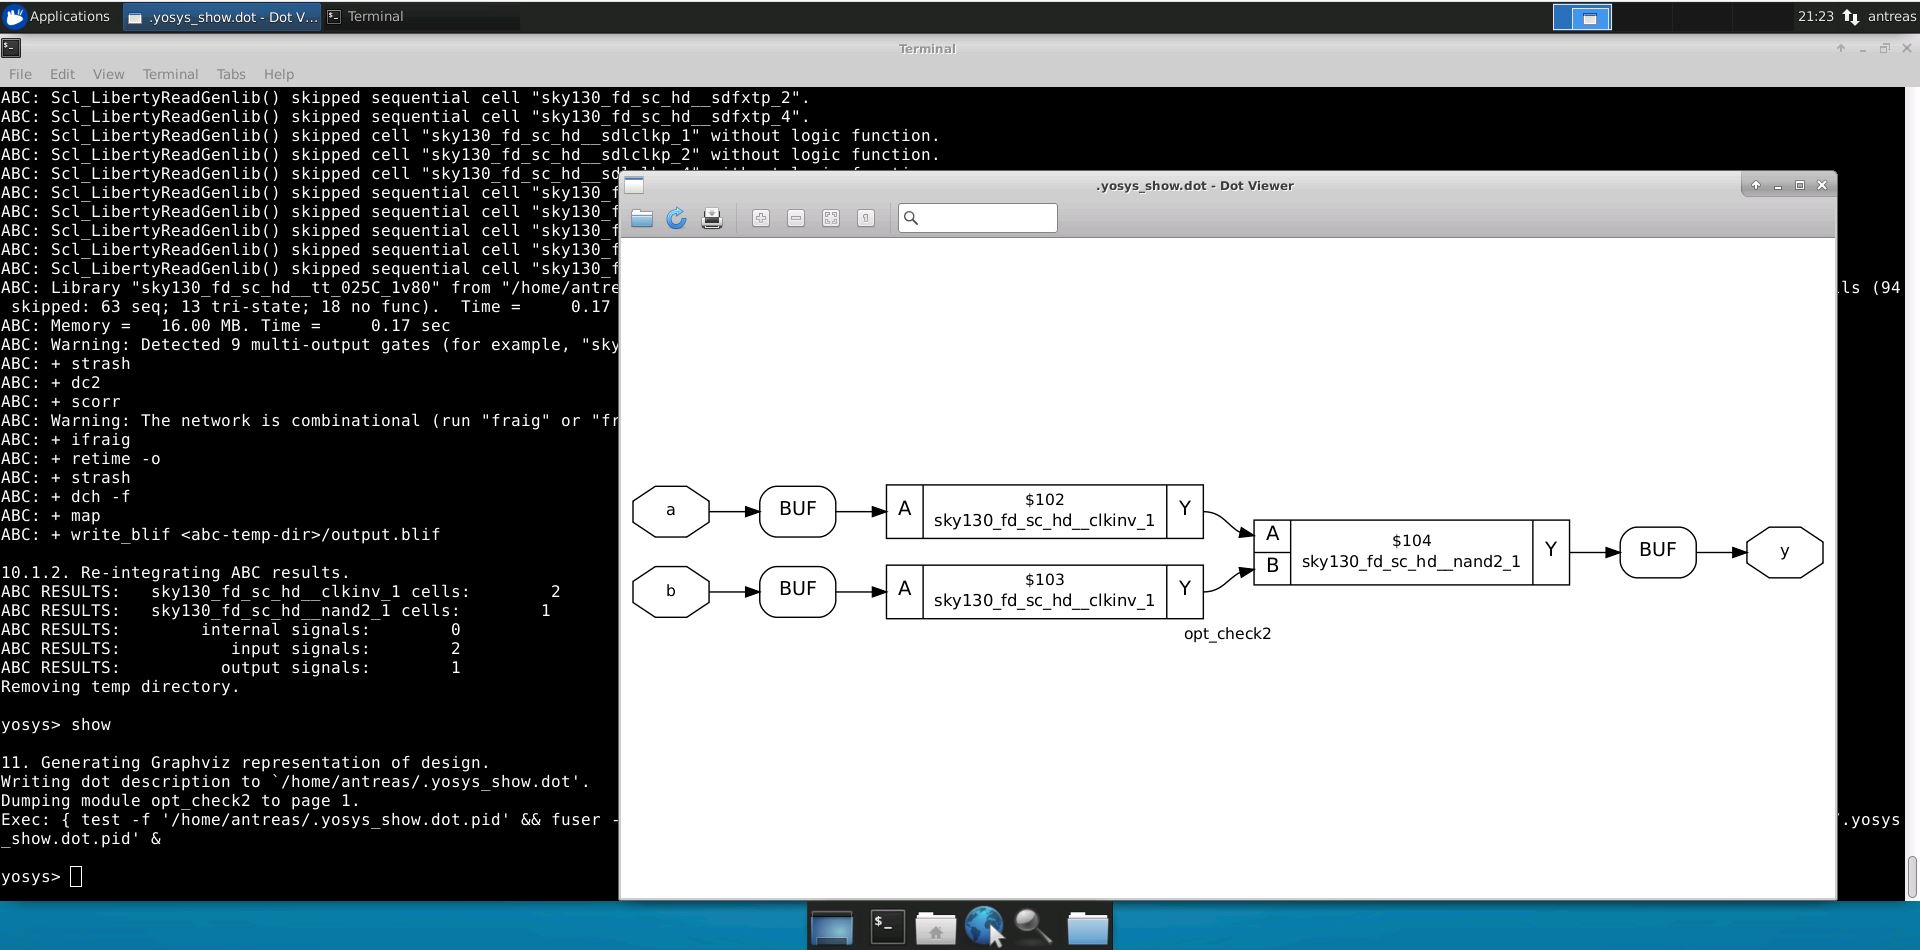 Applications
.yosys_show.dot - Dot V...
Terminal
21:23
antreas
Terminal
File Edit View Terminal Tabs Help
ABC: Scl_LibertyReadGenlib() skipped sequential cell "sky130_fd_sc_hd__sdfxtp_2".
ABC: Scl_LibertyReadGenlib() skipped sequential cell "sky130_fd_sc_hd__sdfxtp_4".
ABC: Scl_LibertyReadGenlib() skipped cell "sky130_fd_sc_hd__sdlclkp_1" without logic function.
ABC: Scl_LibertyReadGenlib() skipped cell "sky130_fd_sc_hd__sdlclkp_2" without logic function.
ABC: Scl_LibertyReadGenlib() skipped cell "sky130_fd_sc_hd__sdlclkp_4" without logic function.
ABC: Scl_LibertyReadGenlib() skipped sequential cell "sky130_f
ABC: Scl_LibertyReadGenlib() skipped sequential cell "sky130_f
ABC: Scl_LibertyReadGenlib() skipped sequential cell "sky130_f
ABC: Scl_LibertyReadGenlib() skipped sequential cell "sky130_f
ABC: Scl_LibertyReadGenlib() skipped sequential cell "sky130_f
ABC: Library "sky130_fd_sc_hd__tt_025C_1v80" from "/home/antre
ls (94
skipped: 63 seq; 13 tri-state; 18 no func). Time = 0.17
ABC: Memory = 16.00 MB. Time = 0.17 sec
ABC: Warning: Detected 9 multi-output gates (for example, "sky
ABC: + strash
ABC: + dc2
ABC: + scorr
ABC: Warning: The network is combinational (run "fraig" or "fr
ABC: + ifraig
ABC: + retime -o
ABC: + strash
ABC: + dch -f
ABC: + map
ABC: + write_blif <abc-temp-dir>/output.blif
10.1.2. Re-integrating ABC results.
ABC RESULTS: sky130_fd_sc_hd__clkinv_1 cells: 2
ABC RESULTS: sky130_fd_sc_hd__nand2_1 cells: 1
ABC RESULTS: internal signals: 0
ABC RESULTS: input signals: 2
ABC RESULTS: output signals: 1
Removing temp directory.
yosys> show
11. Generating Graphviz representation of design.
Writing dot description to `/home/antreas/.yosys_show.dot'.
Dumping module opt_check2 to page 1.
Exec: { test -f '/home/antreas/.yosys_show.dot.pid' && fuser -
'.yosys
_show.dot.pid' &
yosys>
.yosys_show.dot - Dot Viewer
a
BUF
A
$102
sky130_fd_sc_hd__clkinv_1
Y
b
BUF
A
$103
sky130_fd_sc_hd__clkinv_1
Y
A
B
$104
sky130_fd_sc_hd__nand2_1
Y
BUF
y
opt_check2